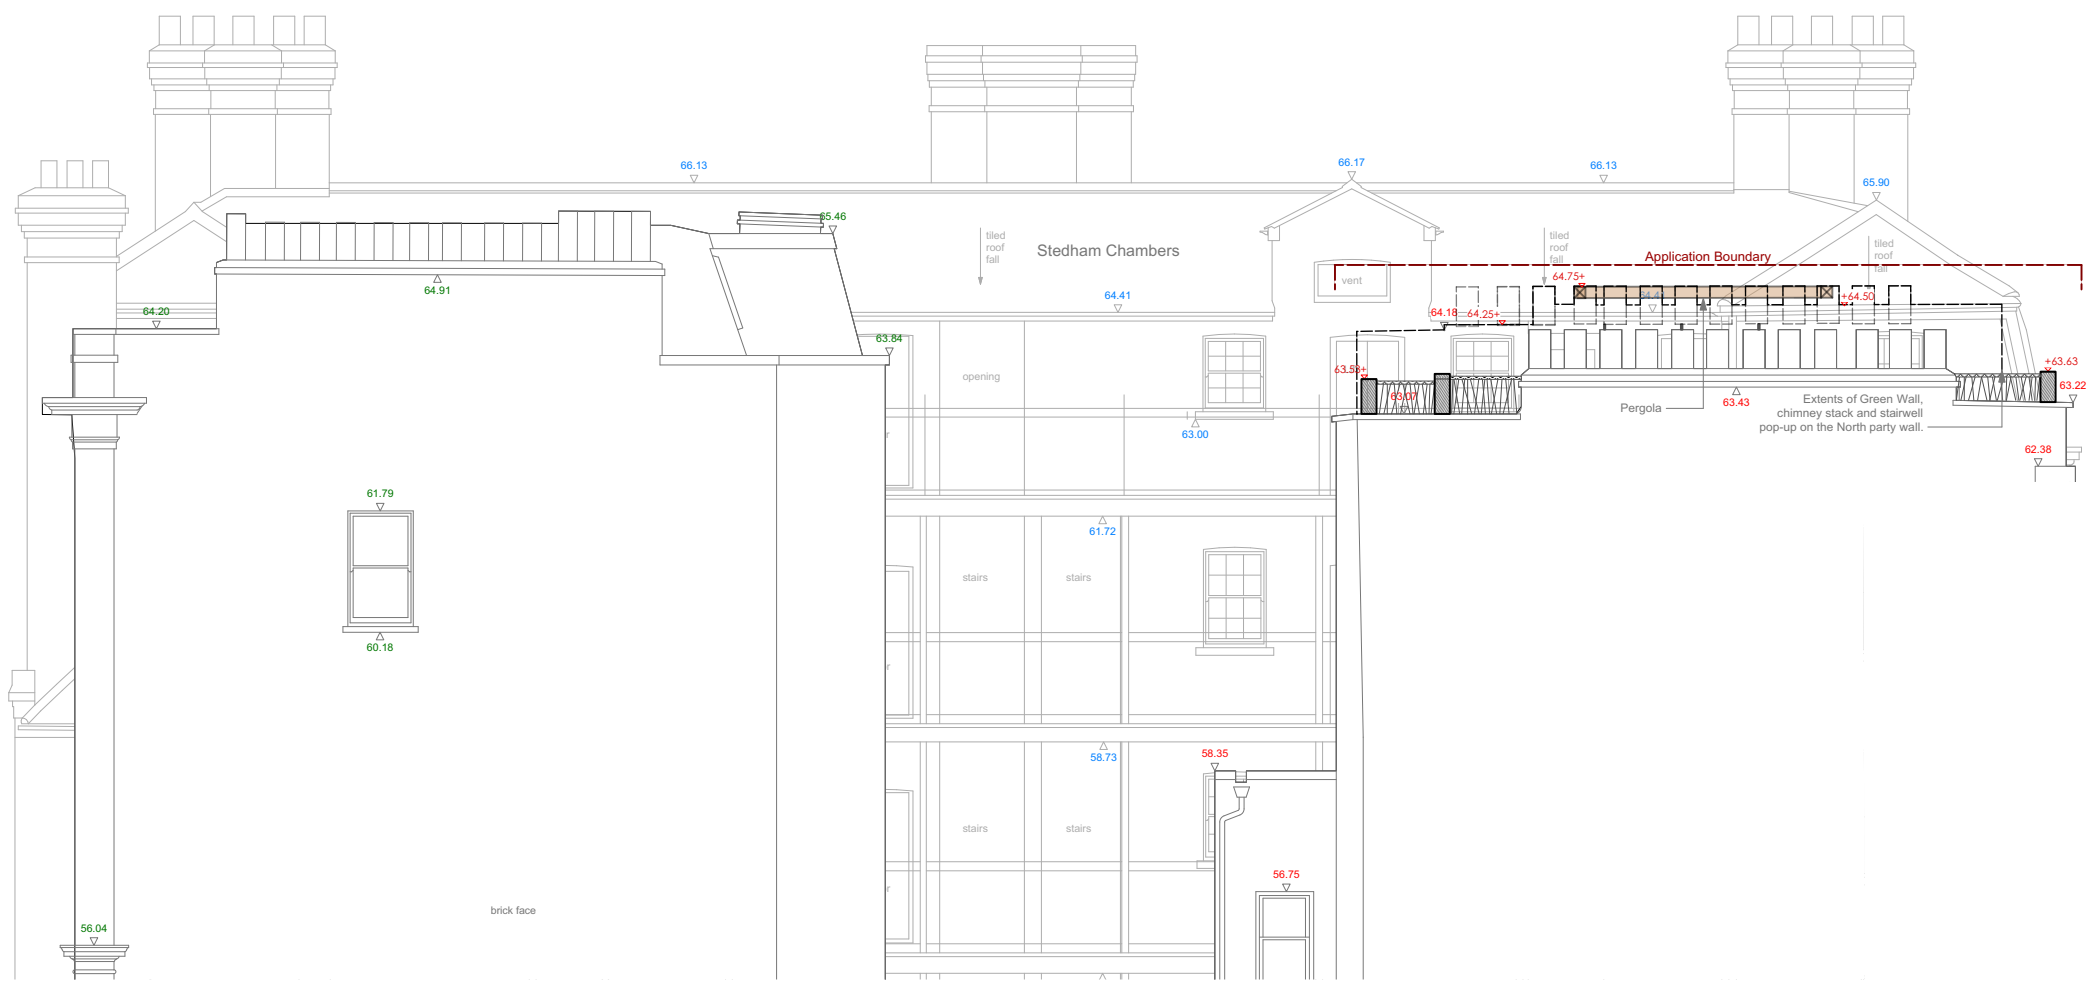 66.13
66.17
66.13
65.90
65.46
tiled
roof
fall
Stedham Chambers
tiled
roof
fall
tiled
roof
fall
Application Boundary
vent
64.91
64.75+
+64.50
64.20
64.41
64.18
64.25+
63.84
opening
63.58+
+63.63
63.22
63.07
63.43
Pergola
Extents of Green Wall,
chimney stack and stairwell
pop-up on the North party wall.
63.00
62.38
61.79
61.72
stairs
stairs
60.18
58.73
58.35
stairs
stairs
56.75
brick face
56.04